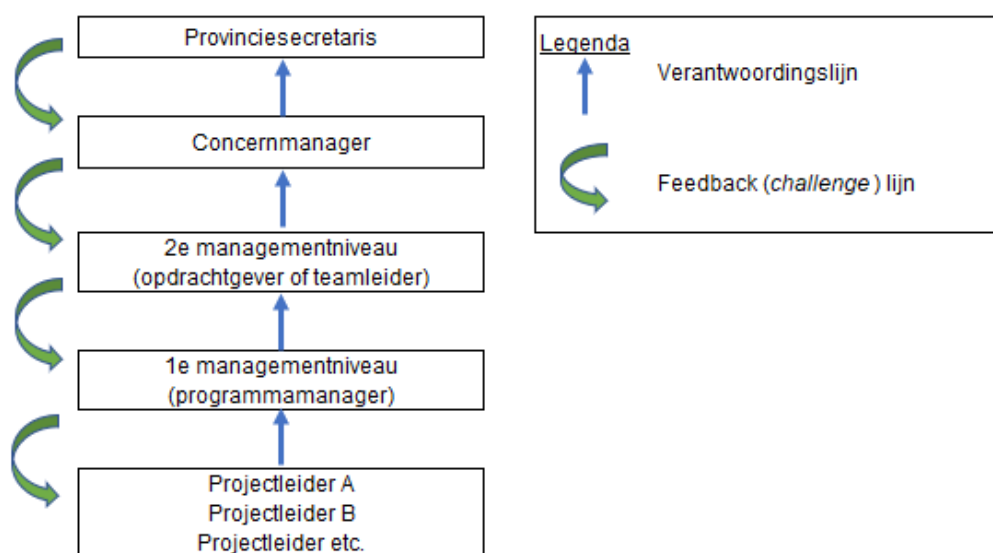 Provinciesecretaris
Concernmanager
2e managementniveau
(opdrachtgever of teamleider)
1e managementniveau
(programmamanager)
Projectleider A
Projectleider B
Projectleider etc.
Legenda
Verantwoordingslijn
Feedback (challenge) lijn